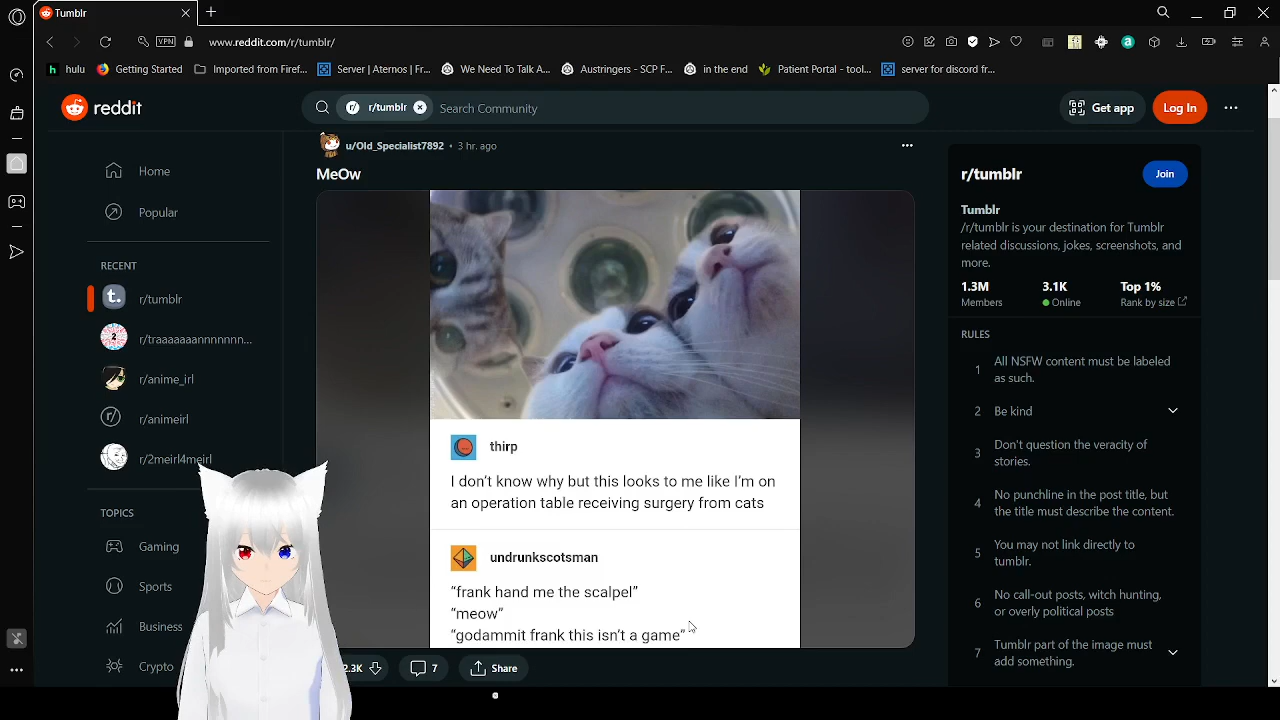 Tumblr
www.reddit.com/r/tumblr/
VPN
hulu
Getting Started
Imported from Firef...
Server | Aternos | Fr...
We Need To Talk A...
Austringers - SCP F...
in the end
Patient Portal - tool...
server for discord fr...
reddit
r/ r/tumblr
Search Community
Get app
Log In
Home
Popular
RECENT
r/tumblr
r/traaaaaaannnnnnn...
r/anime_irl
r/animeirl
r/2meirl4meirl
TOPICS
Gaming
Sports
Business
Crypto
u/Old_Specialist7892 • 3 hr. ago
MeOw
thirp
I don't know why but this looks to me like I'm on
an operation table receiving surgery from cats
undrunkscotsman
“frank hand me the scalpel”
“meow”
“godammit frank this isn't a game”
2.3K
7
Share
r/tumblr
Join
Tumblr
/r/tumblr is your destination for Tumblr
related discussions, jokes, screenshots, and
more.
1.3M 3.1K Top 1%
Members Online Rank by size
RULES
1 All NSFW content must be labeled
as such.
2 Be kind
3 Don't question the veracity of
stories.
4 No punchline in the post title, but
the title must describe the content.
5 You may not link directly to
tumblr.
6 No call-out posts, witch hunting,
or overly political posts
7 Tumblr part of the image must
add something.